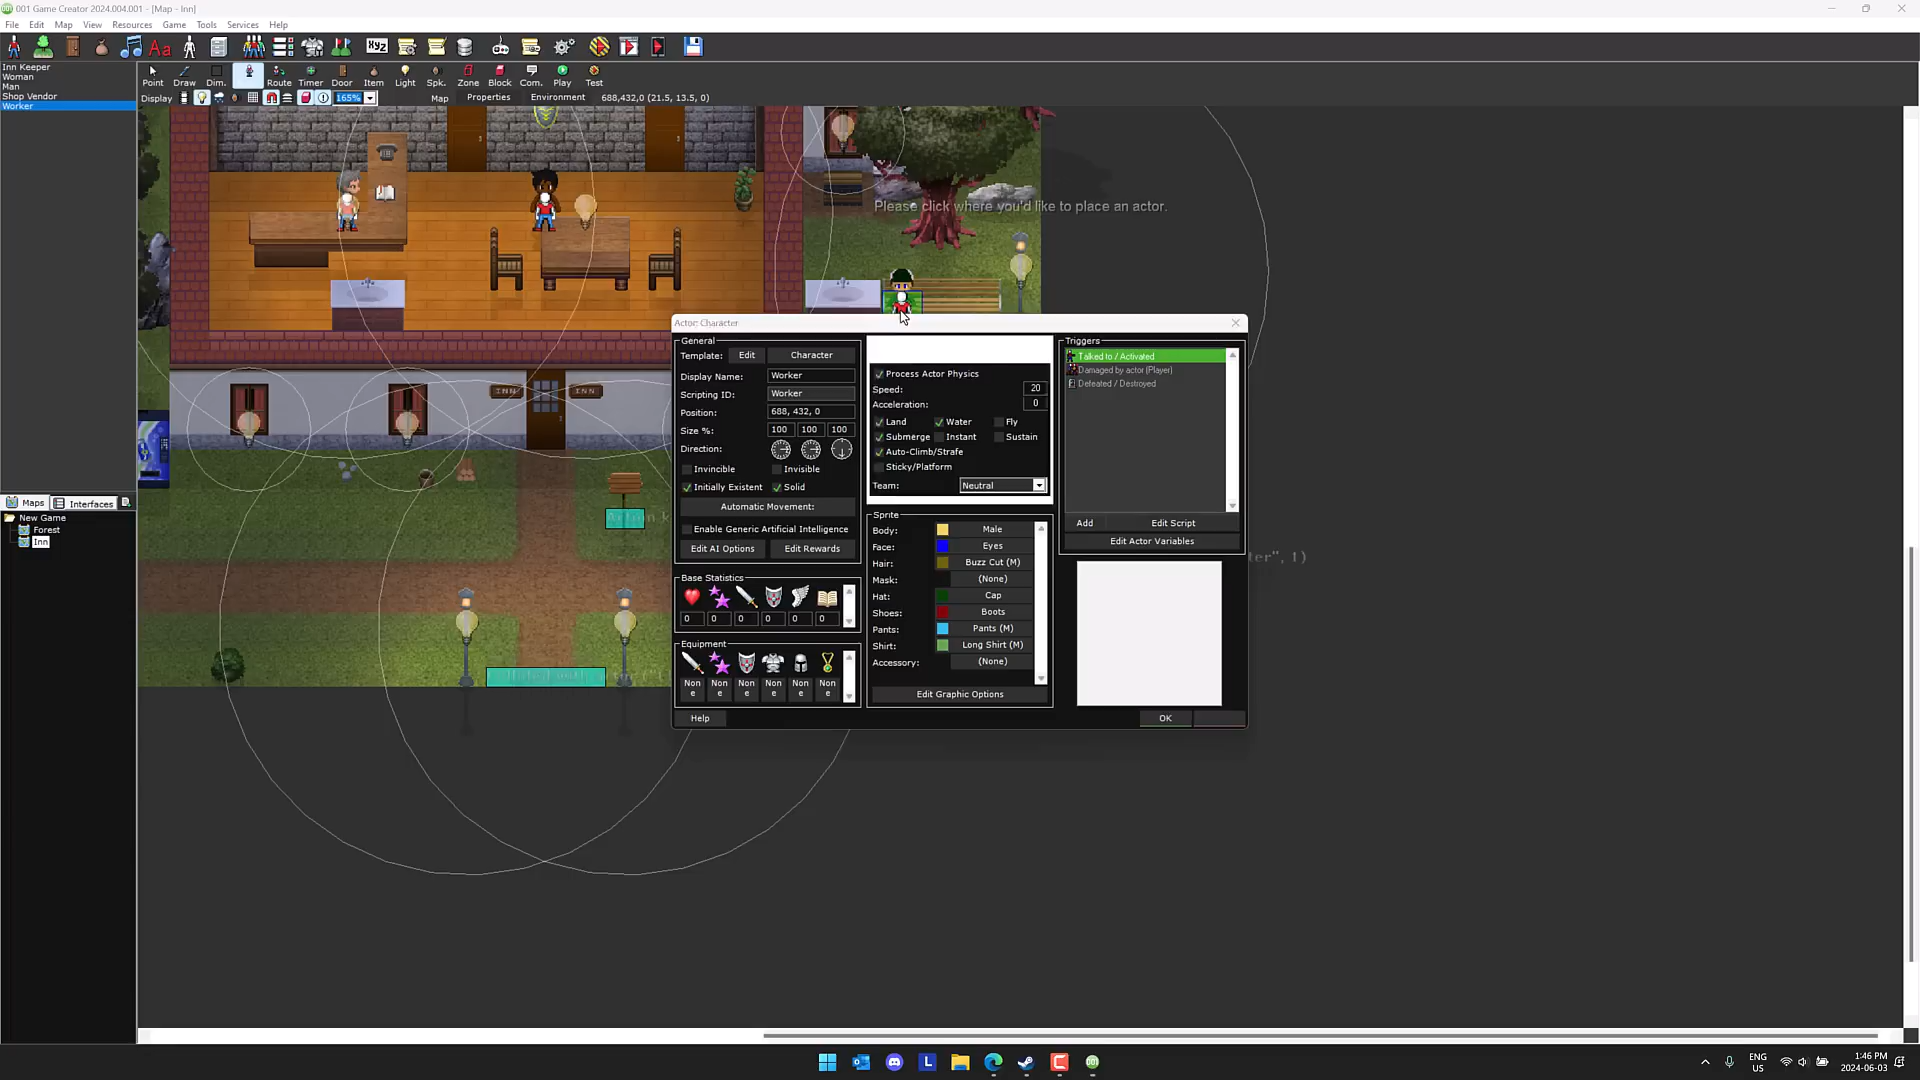 001 Game Creator 2024.004.001 - [Map - Inn]
File Edit Map View Resources Tools Game Services Help
Inn Keeper
Woman
Man
Shop Vendor
Worker
Point Draw Dim. Route Timer Door Item Light Spk. Zone Block Com. Play Test
Display 165% Map Properties Environment 688,432,0 (21.5, 13.5, 0)
Please click where you'd like to place an actor.
INN INN
Maps Interfaces
New Game
Forest
Inn
Actor: Character
General
Template: Edit Character
Display Name: Worker
Scripting ID: Worker
Position: 688, 432, 0
Size %: 100 100 100
Direction:
Invincible Invisible
Initially Existent Solid
Automatic Movement:
Enable Generic Artificial Intelligence
Edit AI Options Edit Rewards
Base Statistics
0 0 0 0 0 0
Equipment
None None None None None None
Help
Process Actor Physics
Speed: 20
Acceleration: 0
Land Water Fly
Submerge Instant Sustain
Auto-Climb/Strafe
Sticky/Platform
Team: Neutral
Sprite
Body: Male
Face: Eyes
Hair: Buzz Cut (M)
Mask: (None)
Hat: Cap
Shoes: Boots
Pants: Pants (M)
Shirt: Long Shirt (M)
Accessory: (None)
Edit Graphic Options
Triggers
Talked to / Activated
Damaged by actor (Player)
Defeated / Destroyed
Add Edit Script
Edit Actor Variables
OK
ter", 1)
ENG
US
1:46 PM
2024-06-03